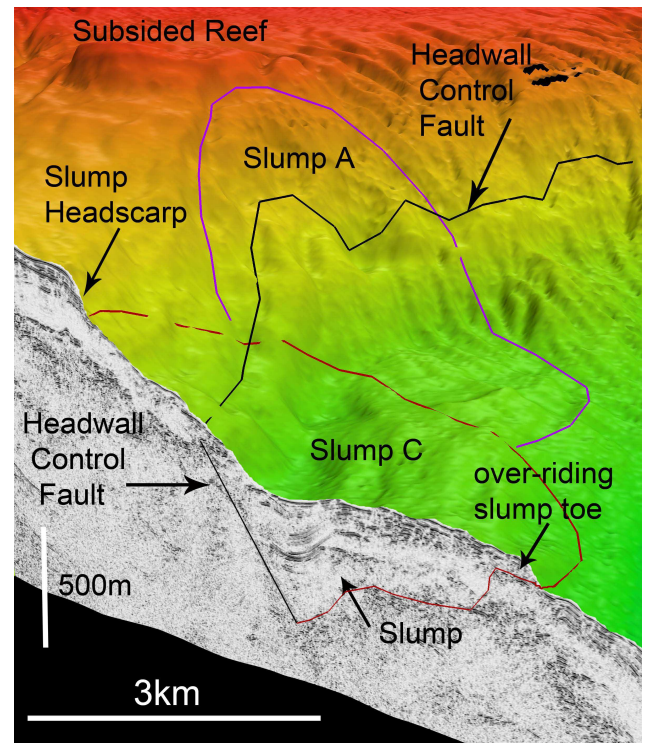 Subsided Reef
Headwall
Control
Fault
Slump A
Slump
Headscarp
Headwall
Control
Fault
Slump C
over-riding
slump toe
500m
Slump
3km